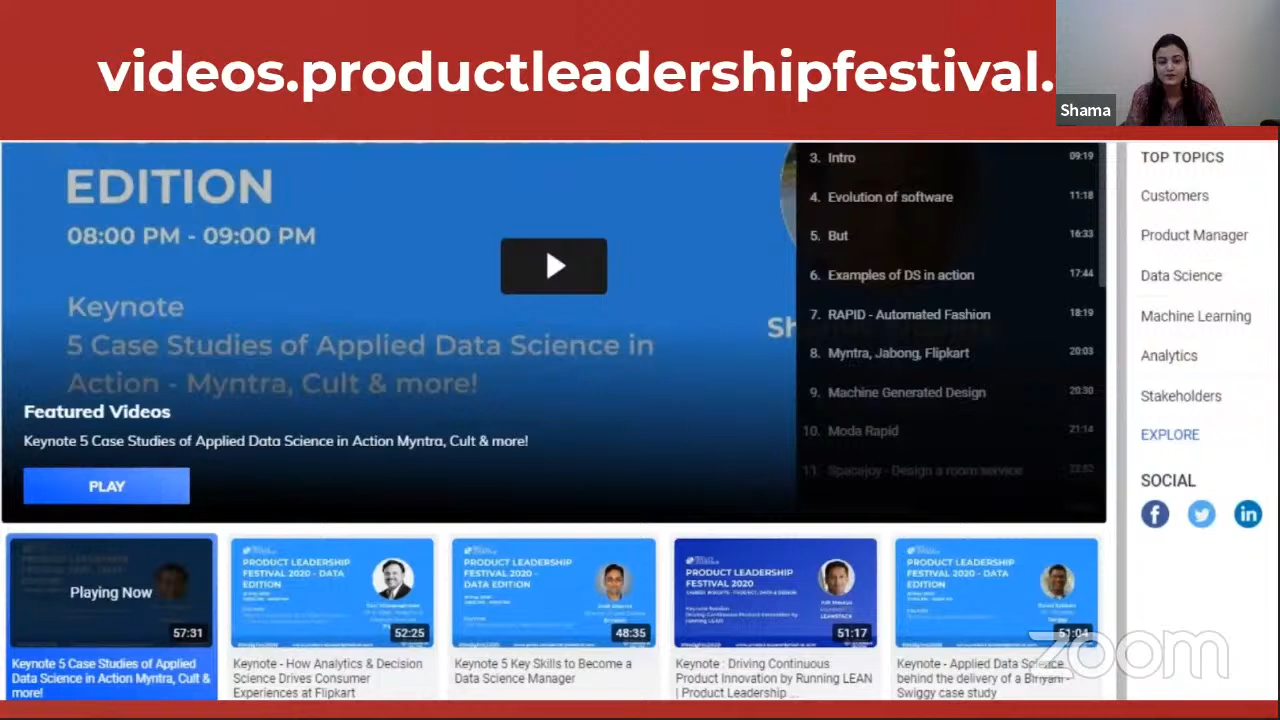 videos.productleadershipfestival.
Shama
EDITION
08:00 PM - 09:00 PM
Keynote
5 Case Studies of Applied Data Science in
Action - Myntra, Cult & more!
Sh
Featured Videos
Keynote 5 Case Studies of Applied Data Science in Action Myntra, Cult & more!
PLAY
3. Intro 09:19
4. Evolution of software 11:18
5. But 16:33
6. Examples of DS in action 17:44
7. RAPID - Automated Fashion 18:19
8. Myntra, Jabong, Flipkart 20:03
9. Machine Generated Design 20:30
10. Moda Rapid 21:14
11. Spacejoy - Design a room service 22:52
TOP TOPICS
Customers
Product Manager
Data Science
Machine Learning
Analytics
Stakeholders
EXPLORE
SOCIAL
Playing Now
57:31
Keynote 5 Case Studies of Applied
Data Science in Action Myntra, Cult &
more!
PRODUCT LEADERSHIP
FESTIVAL 2020 - DATA
EDITION
52:25
Keynote - How Analytics & Decision
Science Drives Consumer
Experiences at Flipkart
PRODUCT LEADERSHIP
FESTIVAL 2020 -
DATA EDITION
48:35
Keynote 5 Key Skills to Become a
Data Science Manager
PRODUCT LEADERSHIP
FESTIVAL 2020
51:17
Keynote : Driving Continuous
Product Innovation by Running LEAN
| Product Leadership ...
PRODUCT LEADERSHIP
FESTIVAL 2020 - DATA
EDITION
51:04
Keynote - Applied Data Science
behind the delivery of a Biryani -
Swiggy case study
zoom